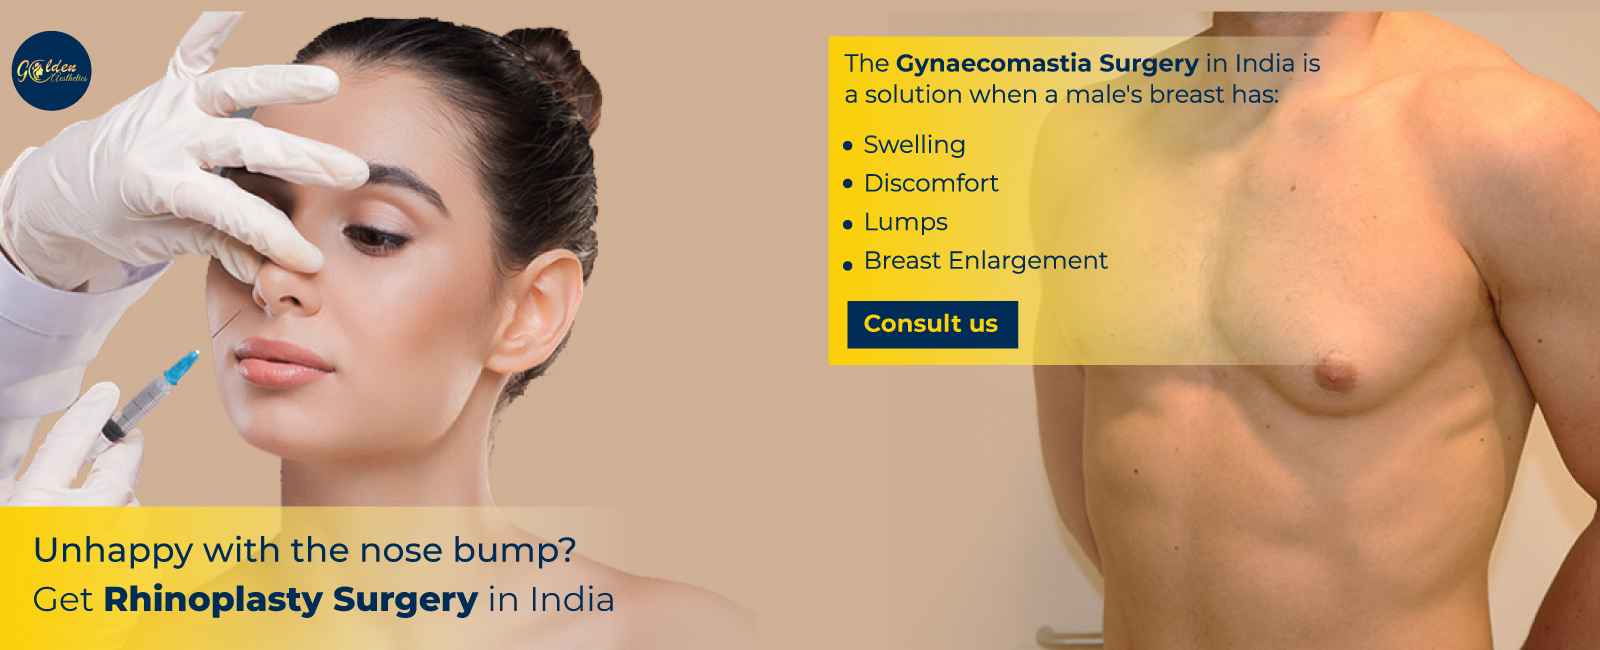 Golden
Aesthetics
Unhappy with the nose bump?
Get Rhinoplasty Surgery in India
The Gynaecomastia Surgery in India is
a solution when a male's breast has:
Swelling
Discomfort
Lumps
Breast Enlargement
Consult us